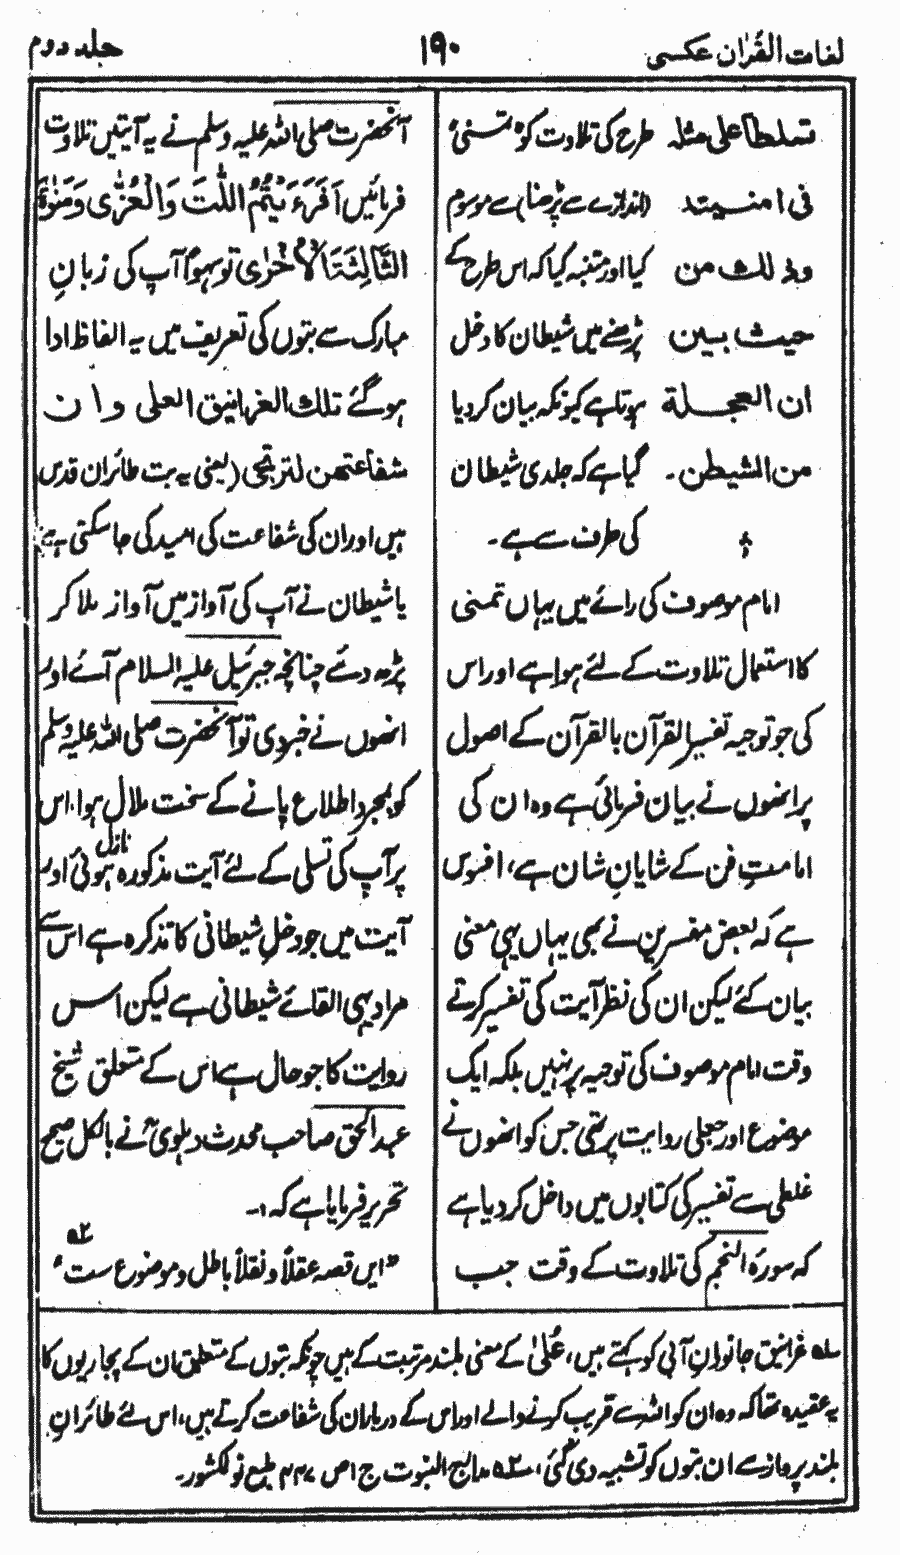 لغات القرآن عکسی
۱۹۰
جلد دوم
تسلطاعلی مثلہ طرح کی تلاوت کو "تسنی"
فی امنیتہ (اندازے سے پڑھنا) سے موسوم
وذلك من کیا اور متنبہ کیا کہ اس طرح کے
حیث بین پڑھنے میں شیطان کا دخل
ان العجلة ہوتا ہے کیونکہ بیان کردیا
من الشیطن۔ گیا ہے کہ جلدی شیطان
کی طرف سے ہے۔
امام موصوف کی رائے میں یہاں تمنی
کا استعمال تلاوت کے لئے ہوا ہے اور اس
کی جو توجیہ تفسیر القرآن بالقرآن کے اصول
پر انھوں نے بیان فرمائی ہے وہ ان کی
امامتِ فن کے شایانِ شان ہے، افسوس
ہے کہ بعض مفسرین نے بھی یہاں یہی معنی
بیان کئے لیکن ان کی نظر آیت کی تفسیر کرتے
وقت امام موصوف کی توجیہ پر نہیں بلکہ ایک
موضوع اور جعلی روایت پر تھی جس کو انھوں نے
غلطی سے تفسیر کی کتابوں میں داخل کر دیا ہے
کہ سورۃ النجم کی تلاوت کے وقت جب
آنحضرت صلی اللہ علیہ وسلم نے یہ آیتیں تلاوت
فرمائیں اَفَرَءَيْتُمُ اللّٰتَ وَالْعُزّٰى وَمَنٰوةَ
الثَّالِثَةَ الْاُخْرٰى تو سہواً آپ کی زبانِ
مبارک سے بتوں کی تعریف میں یہ الفاظ ادا
ہوگئے تلك الغرانیق العلی وان
شفاعتهن لترتجی (یعنی یہ بت طائران قدس
ہیں اور ان کی شفاعت کی امید کی جاسکتی ہے)
یا شیطان نے آپ کی آواز میں آواز ملا کر
پڑھ دئے چنانچہ جبرئیل علیہ السلام آئے اور
انھوں نے خبر دی تو آنحضرت صلی اللہ علیہ وسلم
کو بمجرد اطلاع پانے کے سخت ملال ہوا۔ اس
پر آپ کی تسلی کے لئے آیت مذکورہ نازل ہوئی اور
آیت میں جو دخلِ شیطانی کا تذکرہ ہے اس سے
مراد یہی القائے شیطانی ہے لیکن اس
روایت کا جو حال ہے اس کے متعلق شیخ
عبدالحق صاحب محدث دہلویؒ نے بالکل صحیح
تحریر فرمایا ہے کہ :۔
"ایں قصہ عقلاً و نقلاً باطل و موضوع ست" ۵۲
۵۱ غرانیق جانورانِ آبی کو کہتے ہیں، عُلیٰ کے معنی بلند مرتبت کے ہیں چونکہ بتوں کے متعلق ان کے پجاریوں کا
یہ عقیدہ تھا کہ وہ ان کو اللہ سے قریب کرنے والے اور اس کے دربار ان کی شفاعت کرتے ہیں، اس لئے طائرانِ
بلند پرواز سے ان بتوں کو تشبیہ دی گئی، ۵۲ مدارج النبوت ج ۱ ص طبع نولکشور۔